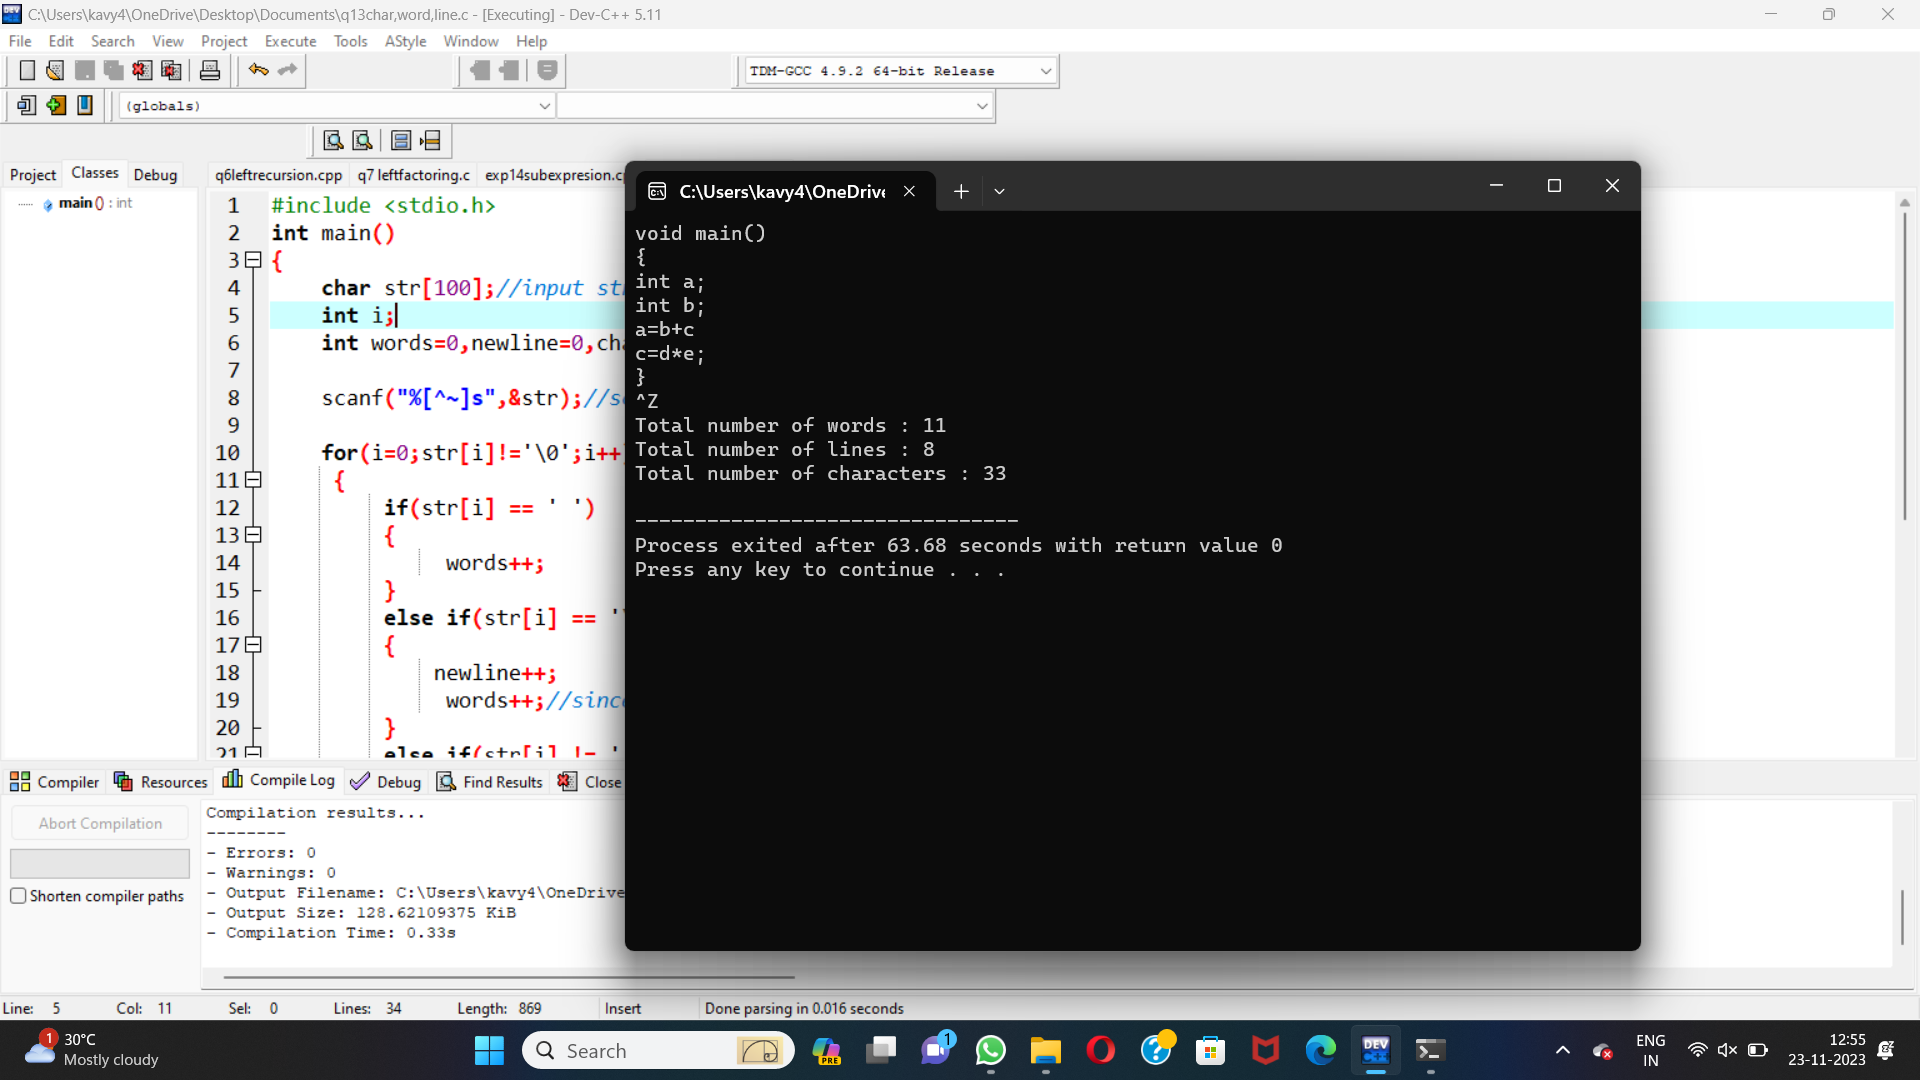 C:\Users\kavy4\OneDrive\Desktop\Documents\q13char,word,line.c - [Executing] - Dev-C++ 5.11
File Edit Search View Project Execute Tools AStyle Window Help
TDM-GCC 4.9.2 64-bit Release
(globals)
Project Classes Debug
main () : int
q6leftrecursion.cpp q7 leftfactoring.c exp14subexpresion.c
1 #include <stdio.h>
2 int main()
3 {
4 char str[100];//input st
5 int i;
6 int words=0,newline=0,cha
7
8 scanf("%[^~]s",&str);//s
9
10 for(i=0;str[i]!='\0';i++
11 {
12 if(str[i] == ' ')
13 {
14 words++;
15 }
16 else if(str[i] == '
17 {
18 newline++;
19 words++;//since
20 }
21 else if(str[i] != '
C:\Users\kavy4\OneDrive
void main()
{
int a;
int b;
a=b+c
c=d*e;
}
^Z
Total number of words : 11
Total number of lines : 8
Total number of characters : 33
--------------------------------
Process exited after 63.68 seconds with return value 0
Press any key to continue . . .
Compiler Resources Compile Log Debug Find Results Close
Abort Compilation
Shorten compiler paths
Compilation results...
--------
- Errors: 0
- Warnings: 0
- Output Filename: C:\Users\kavy4\OneDrive
- Output Size: 128.62109375 KiB
- Compilation Time: 0.33s
Line: 5 Col: 11 Sel: 0 Lines: 34 Length: 869 Insert Done parsing in 0.016 seconds
1
30°C
Mostly cloudy
Search
PRE
1
DEV
C++
ENG
IN
12:55
23-11-2023